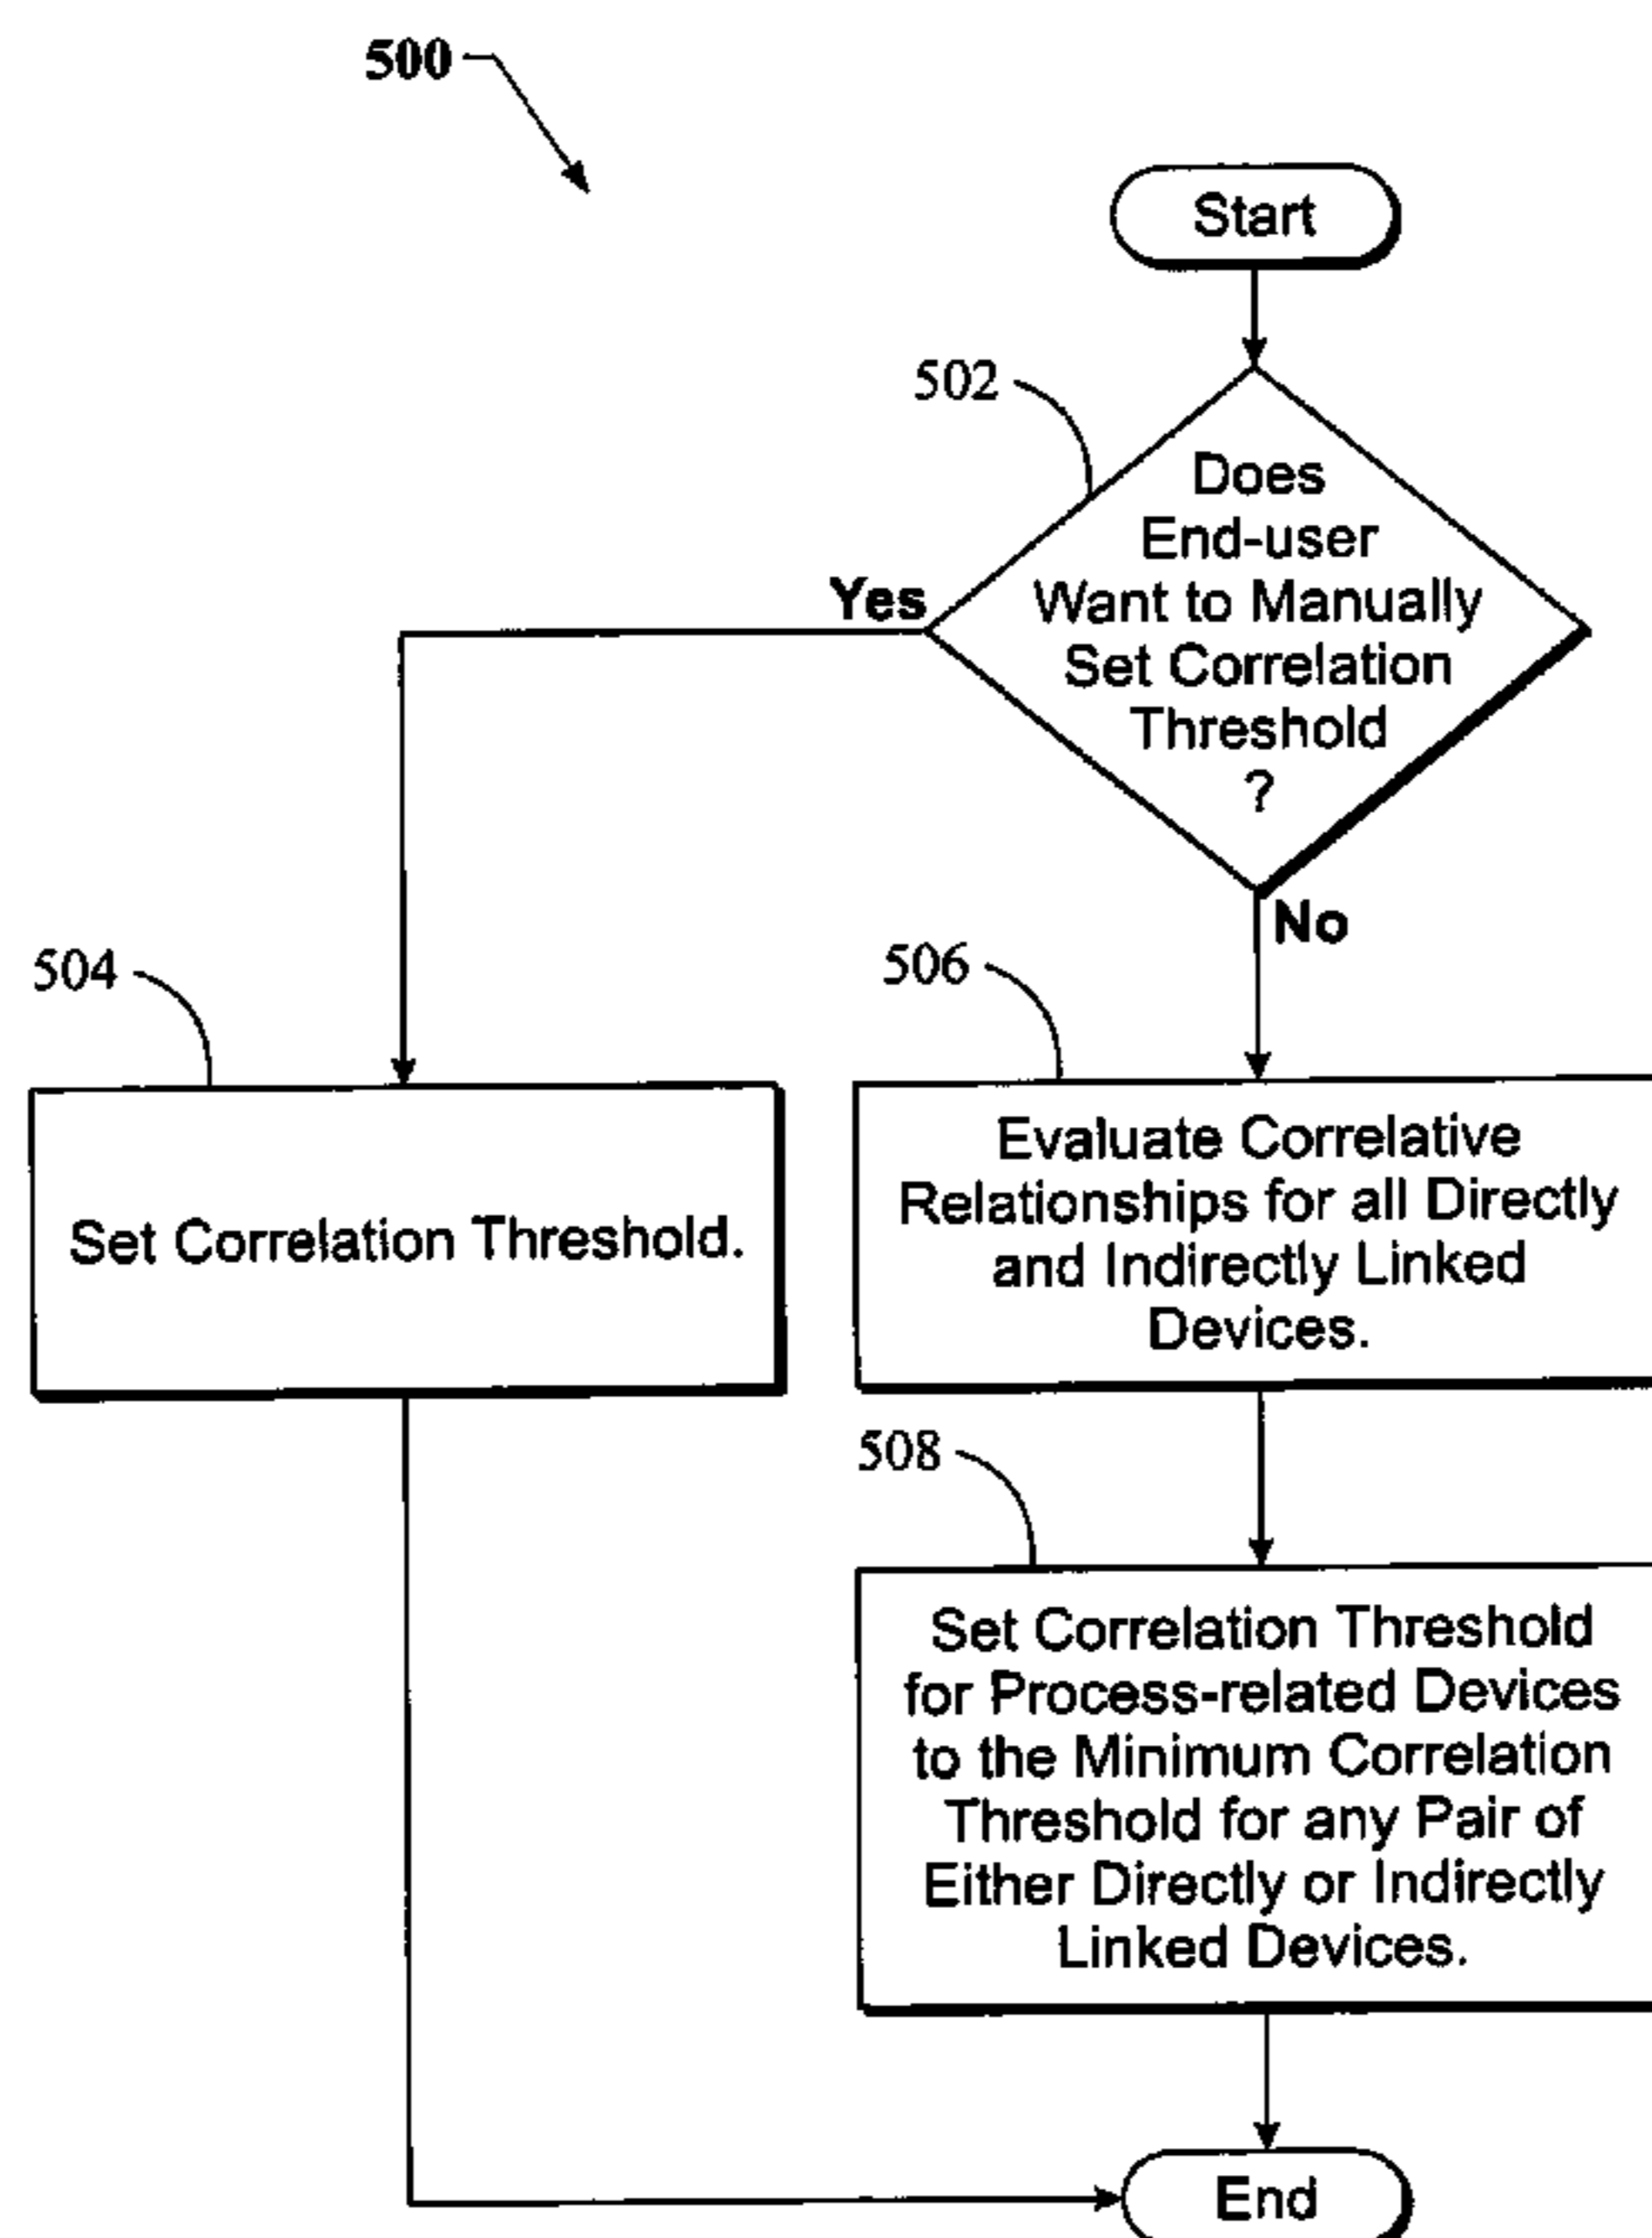 500
Start
502
Does
End-user
Want to Manually
Set Correlation
Threshold
?
Yes
No
504
506
Set Correlation Threshold.
Evaluate Correlative
Relationships for all Directly
and Indirectly Linked
Devices.
508
Set Correlation Threshold
for Process-related Devices
to the Minimum Correlation
Threshold for any Pair of
Either Directly or Indirectly
Linked Devices.
End